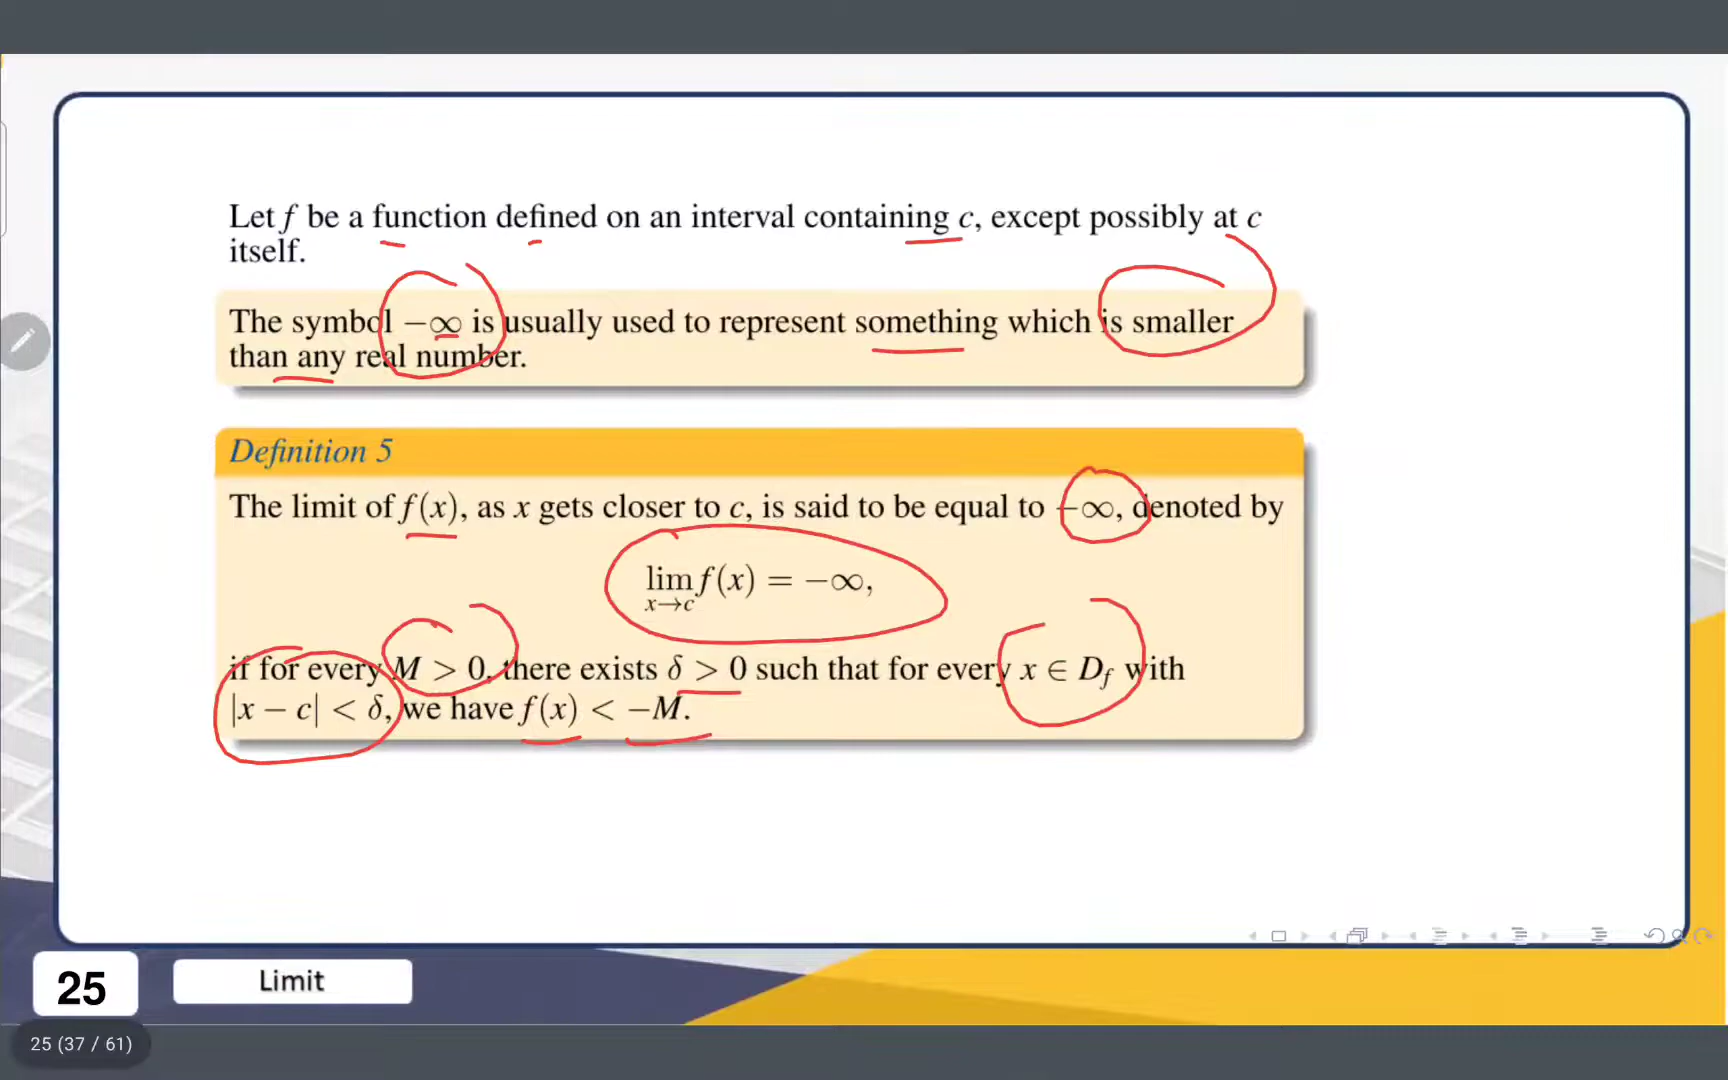 Let f be a function defined on an interval containing c, except possibly at c
itself.
The symbol −∞ is usually used to represent something which is smaller
than any real number.
Definition 5
The limit of f(x), as x gets closer to c, is said to be equal to −∞, denoted by
lim f(x) = −∞,
x→c
if for every M > 0, there exists δ > 0 such that for every x ∈ D_f with
|x − c| < δ, we have f(x) < −M.
25
Limit
25 (37 / 61)